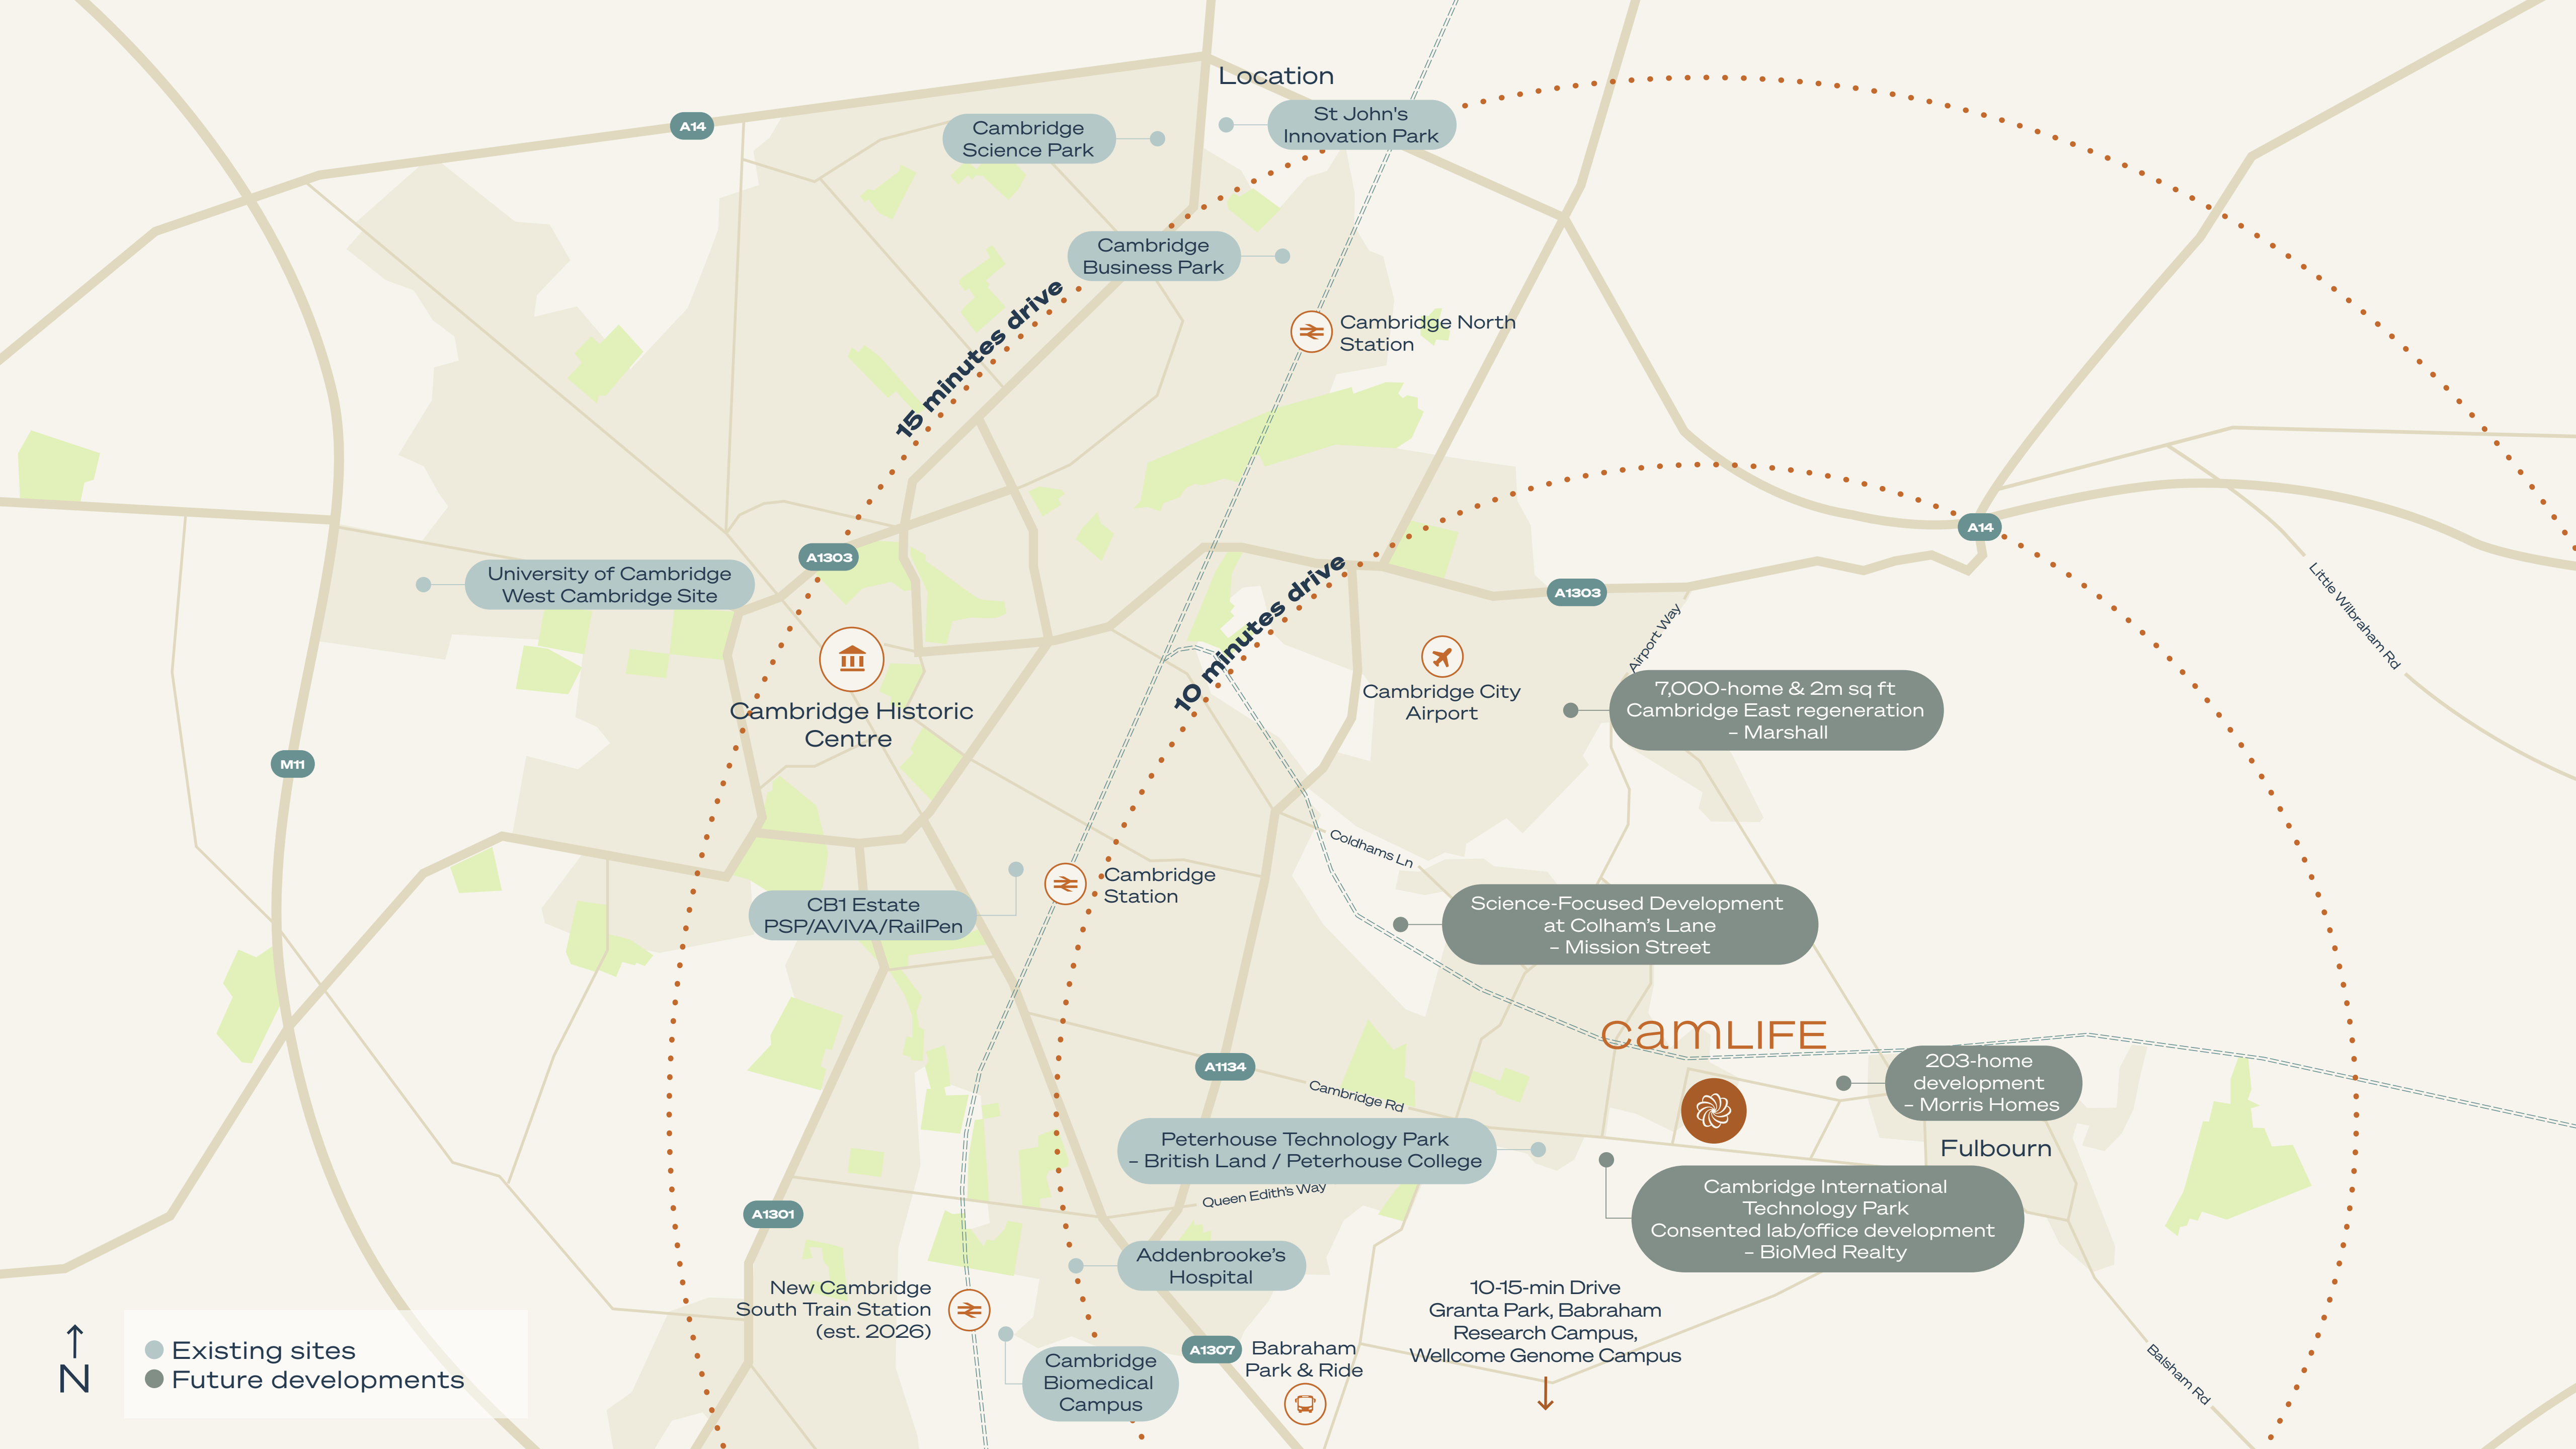 Location
A14
Cambridge
Science Park
St John's
Innovation Park
Cambridge
Business Park
15 minutes drive
Cambridge North
Station
A14
A1303
University of Cambridge
West Cambridge Site
10 minutes drive
A1303
Airport Way
Little Wilbraham Rd
Cambridge Historic
Centre
Cambridge City
Airport
7,000-home & 2m sq ft
Cambridge East regeneration
– Marshall
M11
Coldhams Ln
Cambridge
Station
CB1 Estate
PSP/AVIVA/RailPen
Science-Focused Development
at Colham’s Lane
– Mission Street
camLIFE
A1134
Cambridge Rd
203-home
development
– Morris Homes
Peterhouse Technology Park
– British Land / Peterhouse College
Fulbourn
Queen Edith's Way
A1301
Cambridge International
Technology Park
Consented lab/office development
– BioMed Realty
Addenbrooke’s
Hospital
New Cambridge
South Train Station
(est. 2026)
10-15-min Drive
Granta Park, Babraham
Research Campus,
Wellcome Genome Campus
A1307
Babraham
Park & Ride
Cambridge
Biomedical
Campus
Balsham Rd
N
Existing sites
Future developments